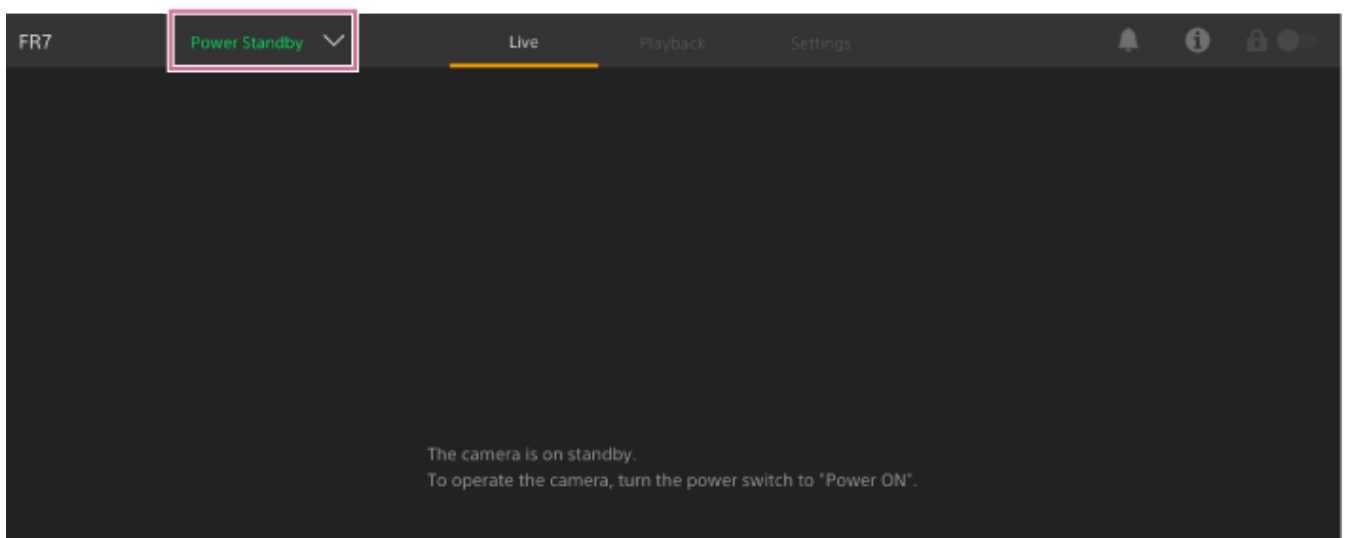 FR7 Power Standby Live Playback Settings
The camera is on standby.
To operate the camera, turn the power switch to "Power ON".